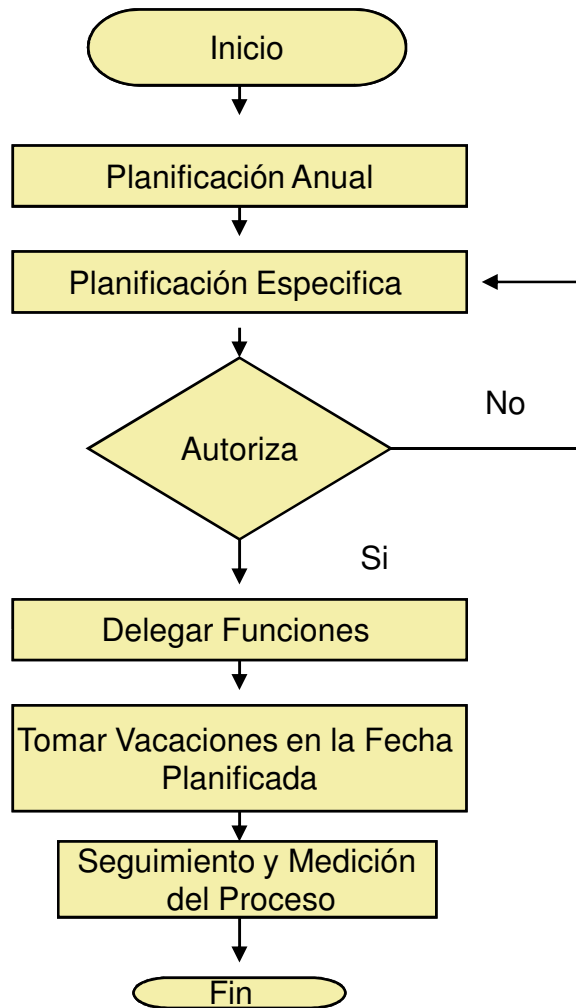 Inicio
Planificación Anual
Planificación Especifica
No
Autoriza
Si
Delegar Funciones
Tomar Vacaciones en la Fecha
Planificada
Seguimiento y Medición
del Proceso
Fin